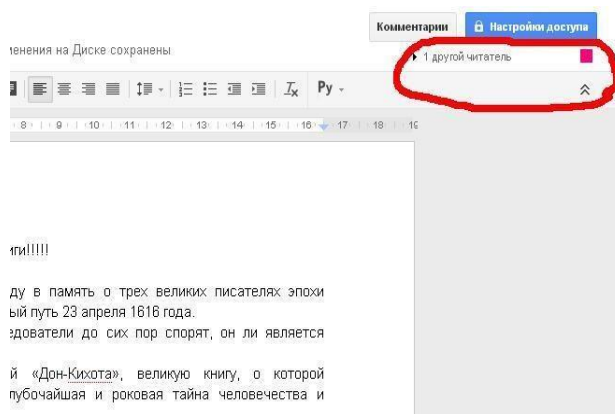 Комментарии
Настройки доступа
менения на Диске сохранены
1 другой читатель
Ру
8 9 10 11 12 13 14 15 16 17 18 19
иги!!!!!
ду в память о трех великих писателях эпохи
ый путь 23 апреля 1616 года.
едователи до сих пор спорят, он ли является
й «Дон-Кихота», великую книгу, о которой
лубочайшая и роковая тайна человечества и